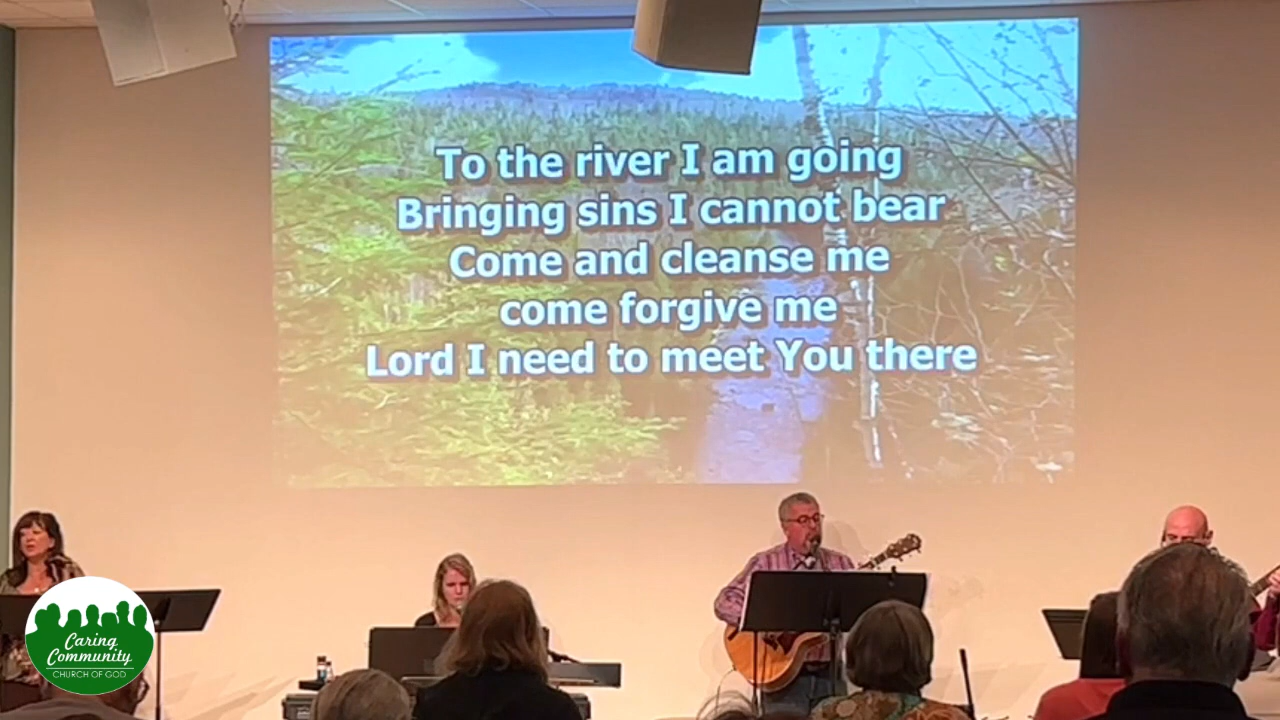 To the river I am going
Bringing sins I cannot bear
Come and cleanse me
come forgive me
Lord I need to meet You there
Caring
Community
CHURCH OF GOD